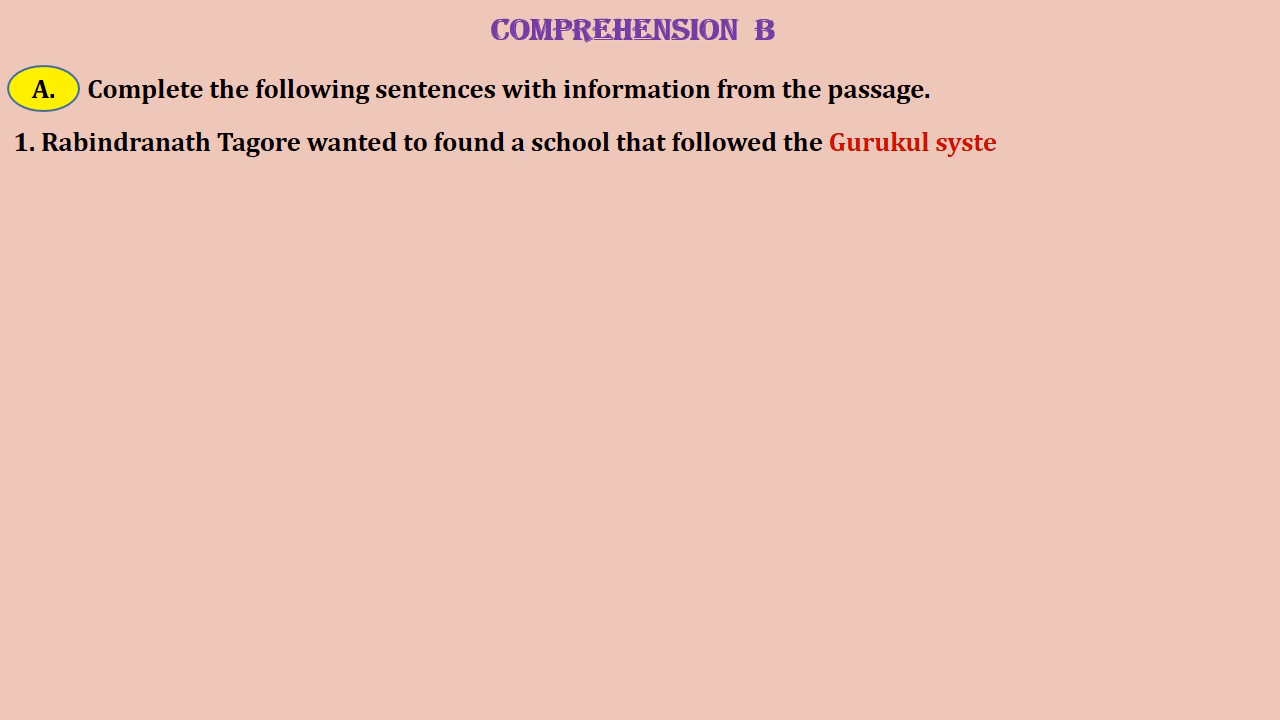 COMPREHENSION B
A. Complete the following sentences with information from the passage.
1. Rabindranath Tagore wanted to found a school that followed the Gurukul syste